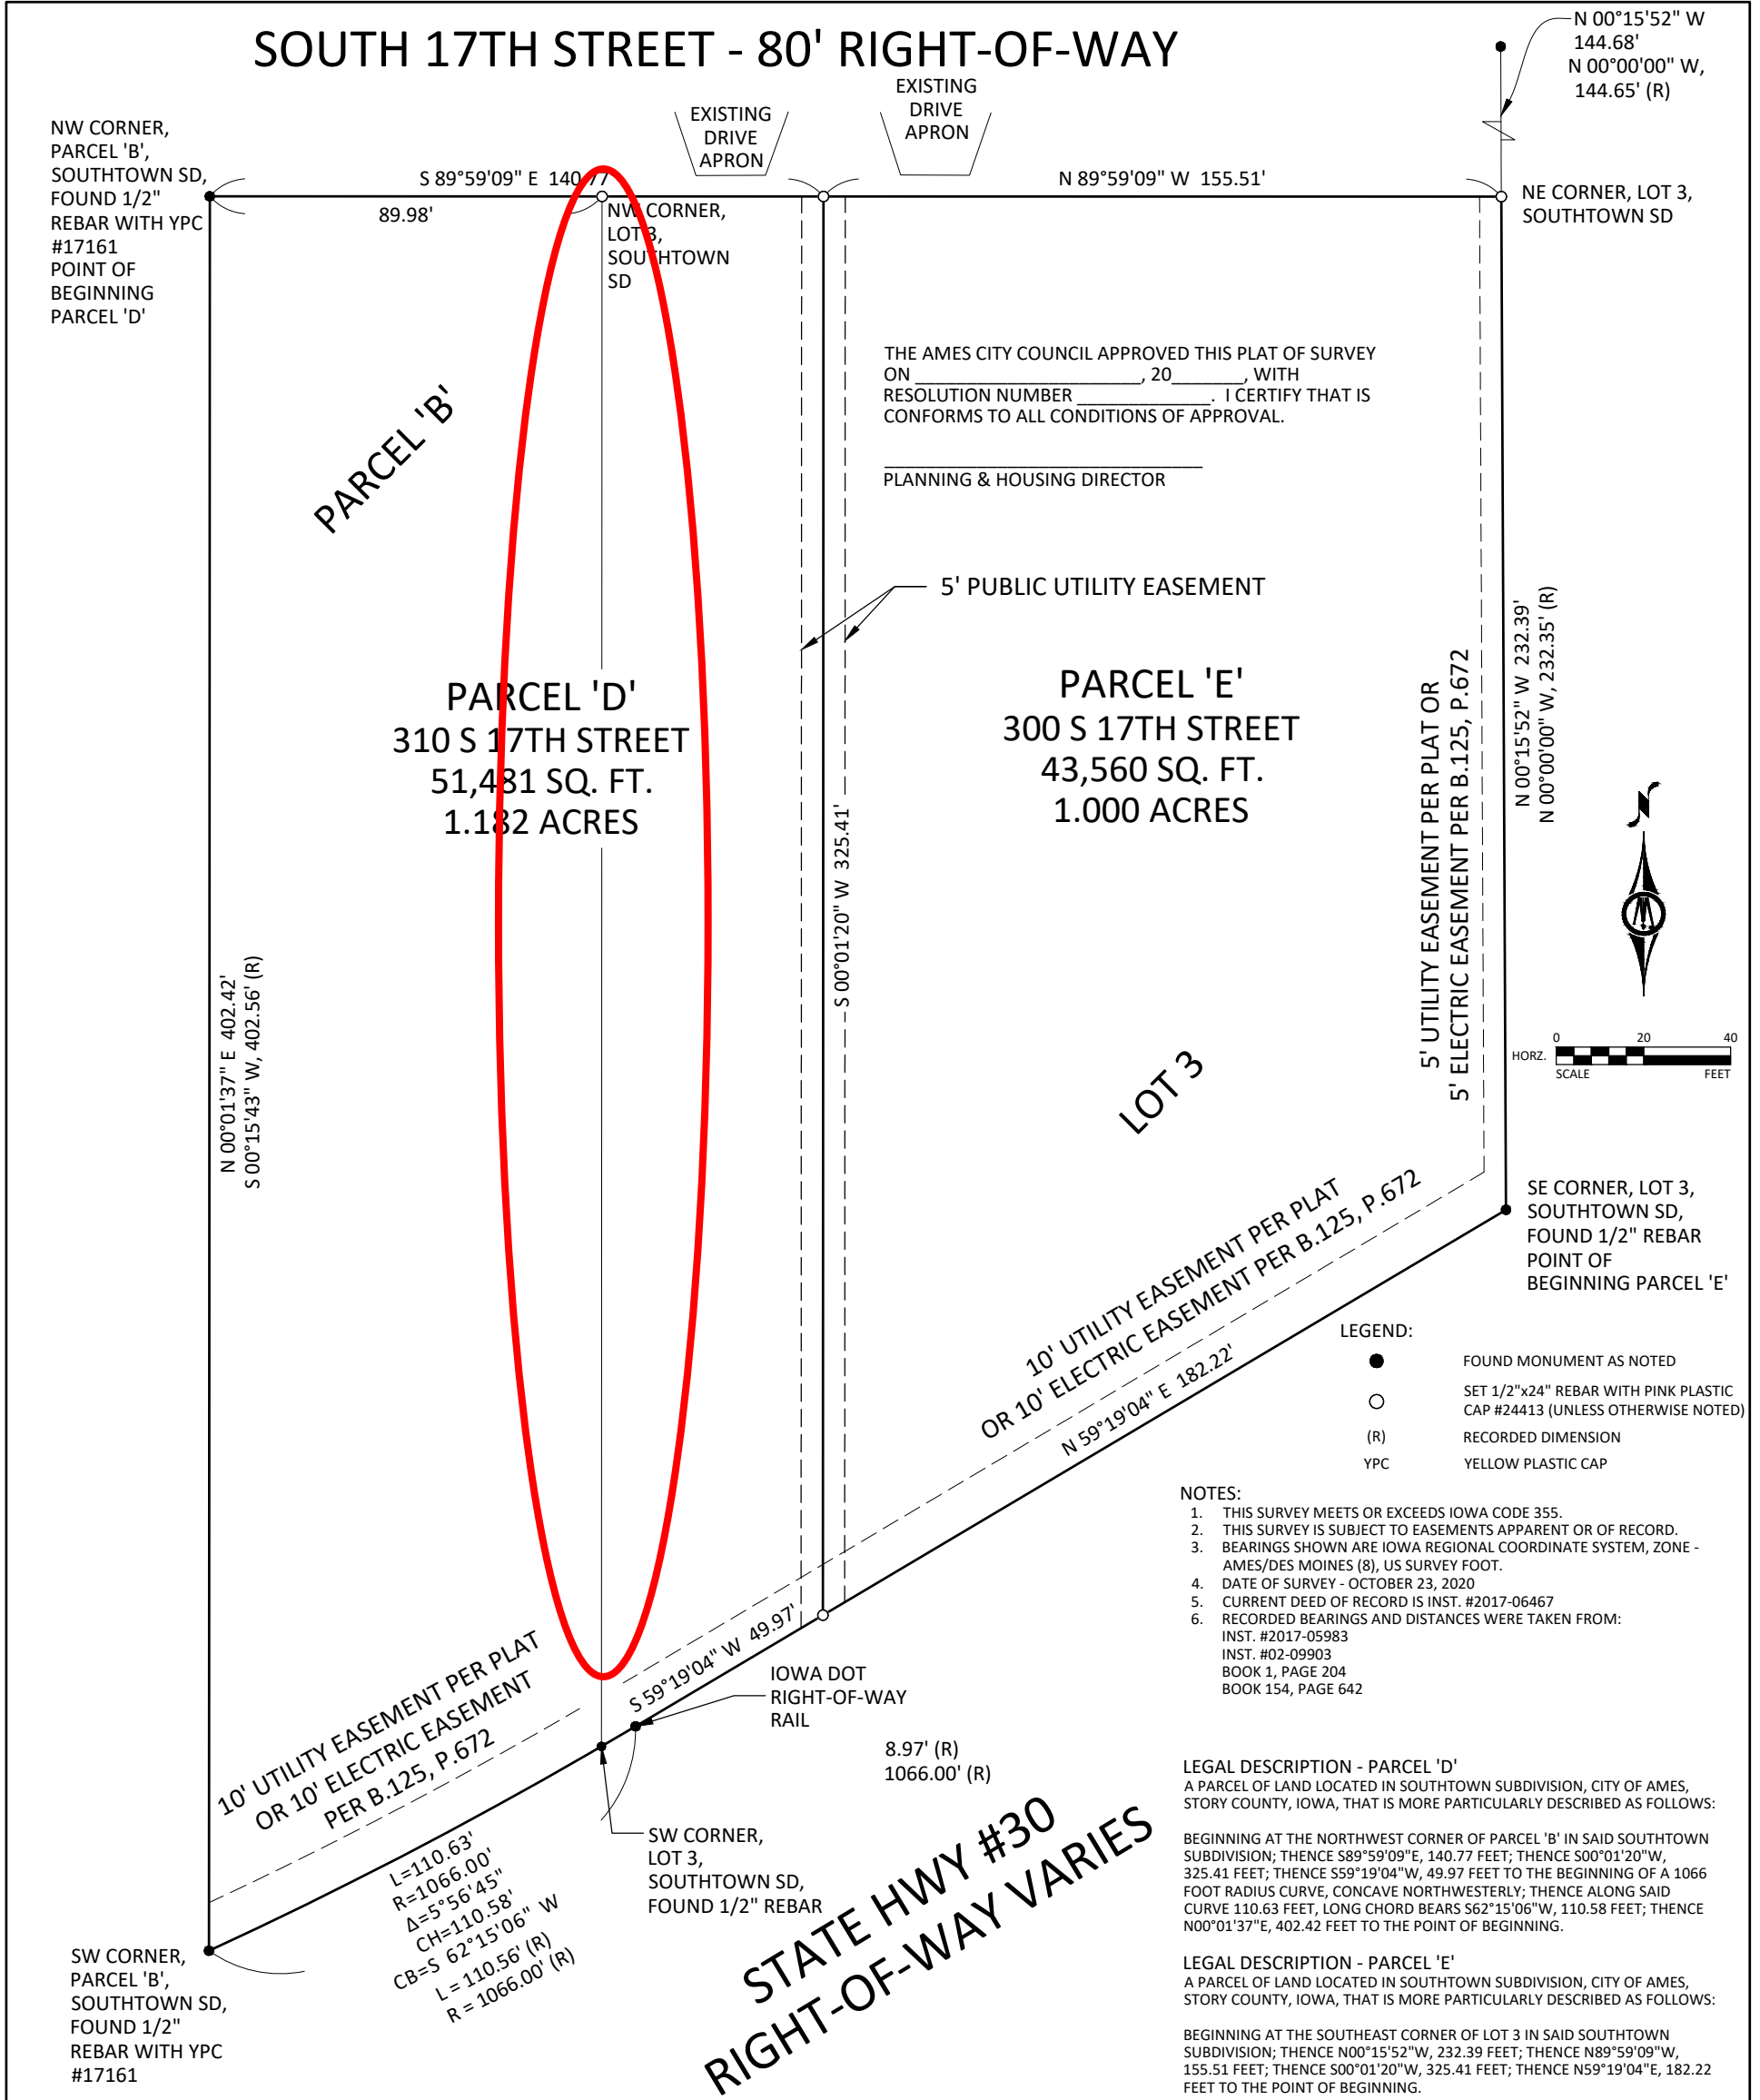 SOUTH 17TH STREET - 80' RIGHT-OF-WAY
N 00°15'52" W
144.68'
N 00°00'00" W,
144.65' (R)
NW CORNER,
PARCEL 'B',
SOUTHTOWN SD,
FOUND 1/2"
REBAR WITH YPC
#17161
POINT OF
BEGINNING
PARCEL 'D'
EXISTING
DRIVE
APRON
EXISTING
DRIVE
APRON
S 89°59'09" E 140.77'
89.98'
NW CORNER,
LOT 3,
SOUTHTOWN
SD
N 89°59'09" W 155.51'
NE CORNER, LOT 3,
SOUTHTOWN SD
PARCEL 'B'
THE AMES CITY COUNCIL APPROVED THIS PLAT OF SURVEY
ON ______________________, 20_______, WITH
RESOLUTION NUMBER _____________. I CERTIFY THAT IS
CONFORMS TO ALL CONDITIONS OF APPROVAL.
_______________________________
PLANNING & HOUSING DIRECTOR
5' PUBLIC UTILITY EASEMENT
PARCEL 'D'
310 S 17TH STREET
51,481 SQ. FT.
1.182 ACRES
PARCEL 'E'
300 S 17TH STREET
43,560 SQ. FT.
1.000 ACRES
S 00°01'20" W 325.41'
5' UTILITY EASEMENT PER PLAT OR
5' ELECTRIC EASEMENT PER B.125, P.672
N 00°15'52" W 232.39'
N 00°00'00" W, 232.35' (R)
N 00°01'37" E 402.42'
S 00°15'43" W, 402.56' (R)
N
HORZ.
0 20 40
SCALE FEET
LOT 3
SE CORNER, LOT 3,
SOUTHTOWN SD,
FOUND 1/2" REBAR
POINT OF
BEGINNING PARCEL 'E'
10' UTILITY EASEMENT PER PLAT
OR 10' ELECTRIC EASEMENT PER B.125, P.672
N 59°19'04" E 182.22'
LEGEND:
FOUND MONUMENT AS NOTED
SET 1/2"x24" REBAR WITH PINK PLASTIC
CAP #24413 (UNLESS OTHERWISE NOTED)
(R) RECORDED DIMENSION
YPC YELLOW PLASTIC CAP
NOTES:
1. THIS SURVEY MEETS OR EXCEEDS IOWA CODE 355.
2. THIS SURVEY IS SUBJECT TO EASEMENTS APPARENT OR OF RECORD.
3. BEARINGS SHOWN ARE IOWA REGIONAL COORDINATE SYSTEM, ZONE -
AMES/DES MOINES (8), US SURVEY FOOT.
4. DATE OF SURVEY - OCTOBER 23, 2020
5. CURRENT DEED OF RECORD IS INST. #2017-06467
6. RECORDED BEARINGS AND DISTANCES WERE TAKEN FROM:
INST. #2017-05983
INST. #02-09903
BOOK 1, PAGE 204
BOOK 154, PAGE 642
S 59°19'04" W 49.97'
IOWA DOT
RIGHT-OF-WAY
RAIL
8.97' (R)
1066.00' (R)
10' UTILITY EASEMENT PER PLAT
OR 10' ELECTRIC EASEMENT
PER B.125, P.672
L=110.63'
R=1066.00'
Δ=5°56'45"
CH=110.58'
CB=S 62°15'06" W
L = 110.56' (R)
R = 1066.00' (R)
SW CORNER,
LOT 3,
SOUTHTOWN SD,
FOUND 1/2" REBAR
STATE HWY #30
RIGHT-OF-WAY VARIES
SW CORNER,
PARCEL 'B',
SOUTHTOWN SD,
FOUND 1/2"
REBAR WITH YPC
#17161
LEGAL DESCRIPTION - PARCEL 'D'
A PARCEL OF LAND LOCATED IN SOUTHTOWN SUBDIVISION, CITY OF AMES,
STORY COUNTY, IOWA, THAT IS MORE PARTICULARLY DESCRIBED AS FOLLOWS:
BEGINNING AT THE NORTHWEST CORNER OF PARCEL 'B' IN SAID SOUTHTOWN
SUBDIVISION; THENCE S89°59'09"E, 140.77 FEET; THENCE S00°01'20"W,
325.41 FEET; THENCE S59°19'04"W, 49.97 FEET TO THE BEGINNING OF A 1066
FOOT RADIUS CURVE, CONCAVE NORTHWESTERLY; THENCE ALONG SAID
CURVE 110.63 FEET, LONG CHORD BEARS S62°15'06"W, 110.58 FEET; THENCE
N00°01'37"E, 402.42 FEET TO THE POINT OF BEGINNING.
LEGAL DESCRIPTION - PARCEL 'E'
A PARCEL OF LAND LOCATED IN SOUTHTOWN SUBDIVISION, CITY OF AMES,
STORY COUNTY, IOWA, THAT IS MORE PARTICULARLY DESCRIBED AS FOLLOWS:
BEGINNING AT THE SOUTHEAST CORNER OF LOT 3 IN SAID SOUTHTOWN
SUBDIVISION; THENCE N00°15'52"W, 232.39 FEET; THENCE N89°59'09"W,
155.51 FEET; THENCE S00°01'20"W, 325.41 FEET; THENCE N59°19'04"E, 182.22
FEET TO THE POINT OF BEGINNING.